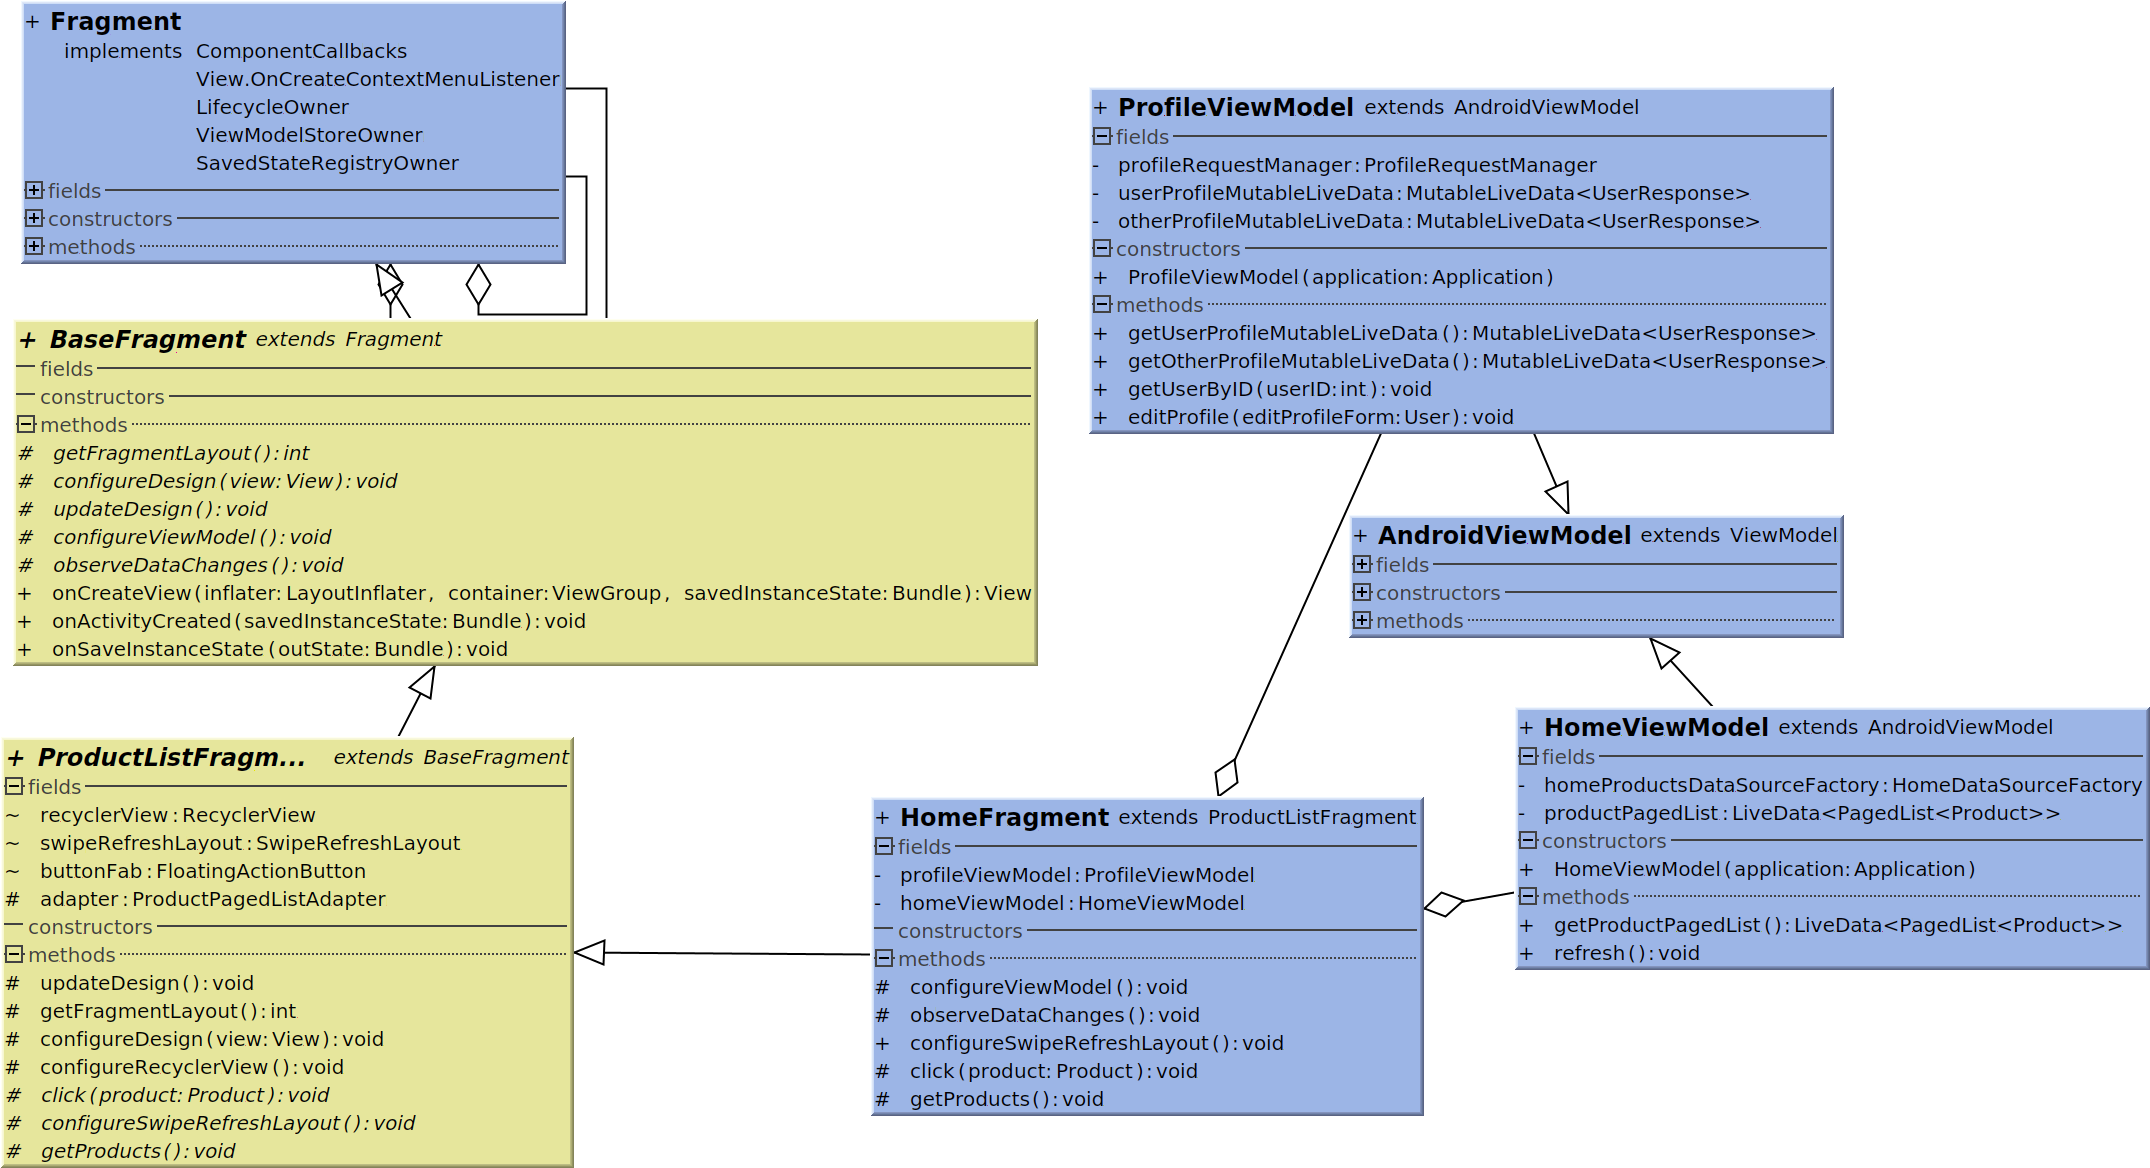 + Fragment
implements ComponentCallbacks
View.OnCreateContextMenuListener
LifecycleOwner
ViewModelStoreOwner
SavedStateRegistryOwner
+ fields
+ constructors
+ methods
+ BaseFragment extends Fragment
fields
constructors
- methods
# getFragmentLayout(): int
# configureDesign(view: View): void
# updateDesign(): void
# configureViewModel(): void
# observeDataChanges(): void
+ onCreateView(inflater: LayoutInflater, container: ViewGroup, savedInstanceState: Bundle): View
+ onActivityCreated(savedInstanceState: Bundle): void
+ onSaveInstanceState(outState: Bundle): void
+ ProductListFragm... extends BaseFragment
- fields
~ recyclerView: RecyclerView
~ swipeRefreshLayout: SwipeRefreshLayout
~ buttonFab: FloatingActionButton
# adapter: ProductPagedListAdapter
constructors
- methods
# updateDesign(): void
# getFragmentLayout(): int
# configureDesign(view: View): void
# configureRecyclerView(): void
# click(product: Product): void
# configureSwipeRefreshLayout(): void
# getProducts(): void
+ ProfileViewModel extends AndroidViewModel
- fields
- profileRequestManager: ProfileRequestManager
- userProfileMutableLiveData: MutableLiveData<UserResponse>
- otherProfileMutableLiveData: MutableLiveData<UserResponse>
- constructors
+ ProfileViewModel(application: Application)
- methods
+ getUserProfileMutableLiveData(): MutableLiveData<UserResponse>
+ getOtherProfileMutableLiveData(): MutableLiveData<UserResponse>
+ getUserByID(userID: int): void
+ editProfile(editProfileForm: User): void
+ AndroidViewModel extends ViewModel
+ fields
+ constructors
+ methods
+ HomeFragment extends ProductListFragment
- fields
- profileViewModel: ProfileViewModel
- homeViewModel: HomeViewModel
constructors
- methods
# configureViewModel(): void
# observeDataChanges(): void
+ configureSwipeRefreshLayout(): void
# click(product: Product): void
# getProducts(): void
+ HomeViewModel extends AndroidViewModel
- fields
- homeProductsDataSourceFactory: HomeDataSourceFactory
- productPagedList: LiveData<PagedList<Product>>
- constructors
+ HomeViewModel(application: Application)
- methods
+ getProductPagedList(): LiveData<PagedList<Product>>
+ refresh(): void